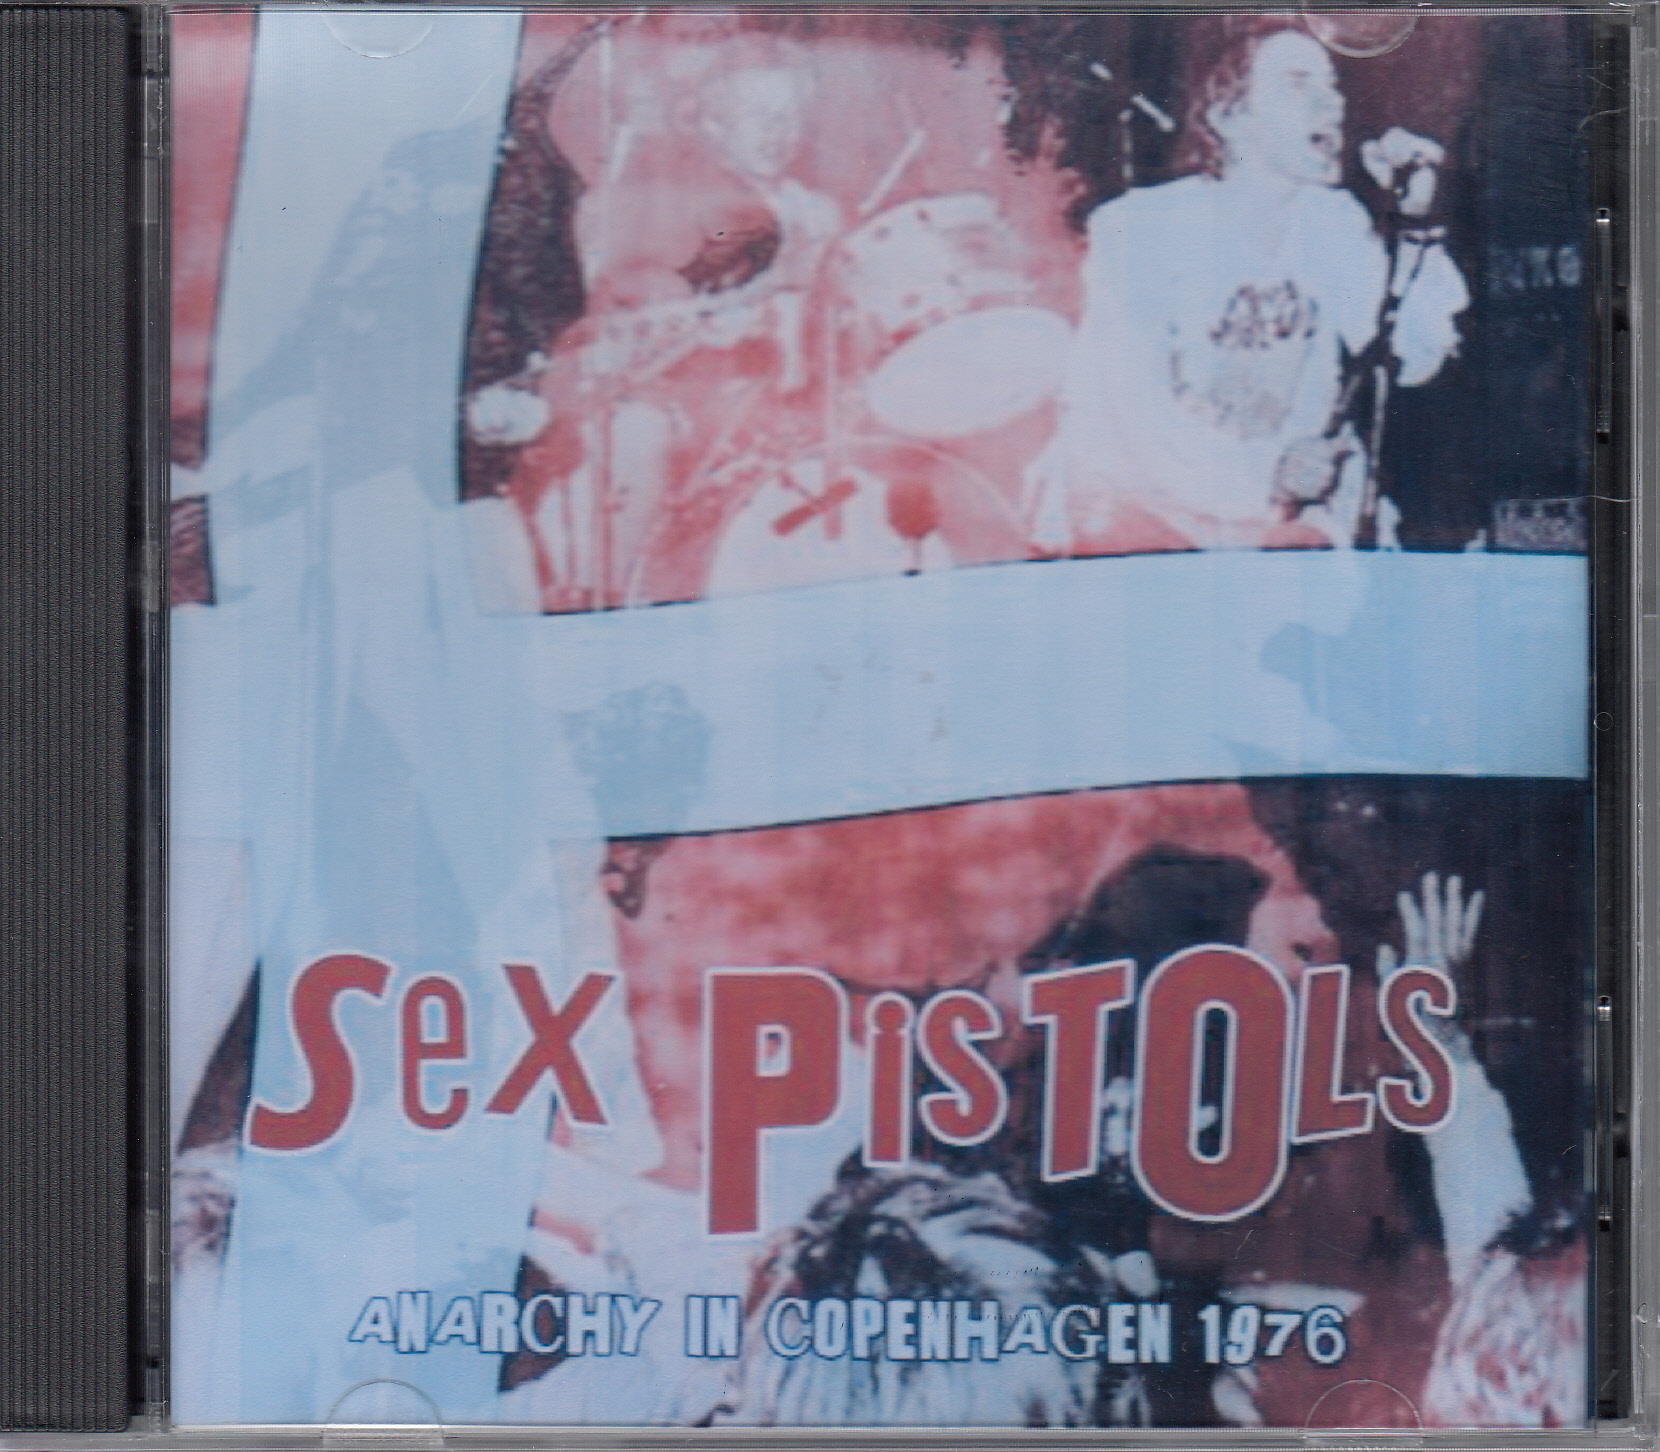 Sex PiSTOLS
ANARCHY IN COPENHAGEN 1976